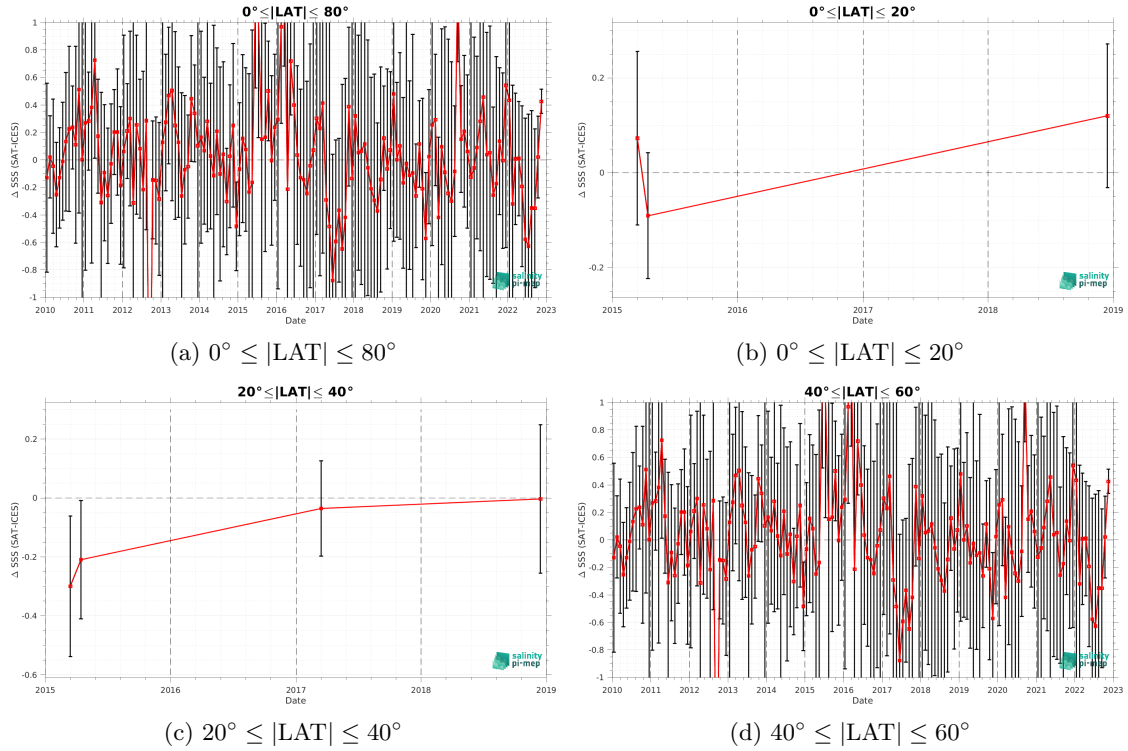 0°≤|LAT|≤ 80°
Δ SSS (SAT-ICES)
1
0.8
0.6
0.4
0.2
0
-0.2
-0.4
-0.6
-0.8
-1
2010 2011 2012 2013 2014 2015 2016 2017 2018 2019 2020 2021 2022 2023
Date
salinity
pi-mep
(a) 0° ≤ |LAT| ≤ 80°
0°≤|LAT|≤ 20°
Δ SSS (SAT-ICES)
0.2
0
-0.2
2015 2016 2017 2018 2019
Date
salinity
pi-mep
(b) 0° ≤ |LAT| ≤ 20°
20°≤|LAT|≤ 40°
Δ SSS (SAT-ICES)
0.2
0
-0.2
-0.4
-0.6
2015 2016 2017 2018 2019
Date
salinity
pi-mep
(c) 20° ≤ |LAT| ≤ 40°
40°≤|LAT|≤ 60°
Δ SSS (SAT-ICES)
1
0.8
0.6
0.4
0.2
0
-0.2
-0.4
-0.6
-0.8
-1
2010 2011 2012 2013 2014 2015 2016 2017 2018 2019 2020 2021 2022 2023
Date
salinity
pi-mep
(d) 40° ≤ |LAT| ≤ 60°